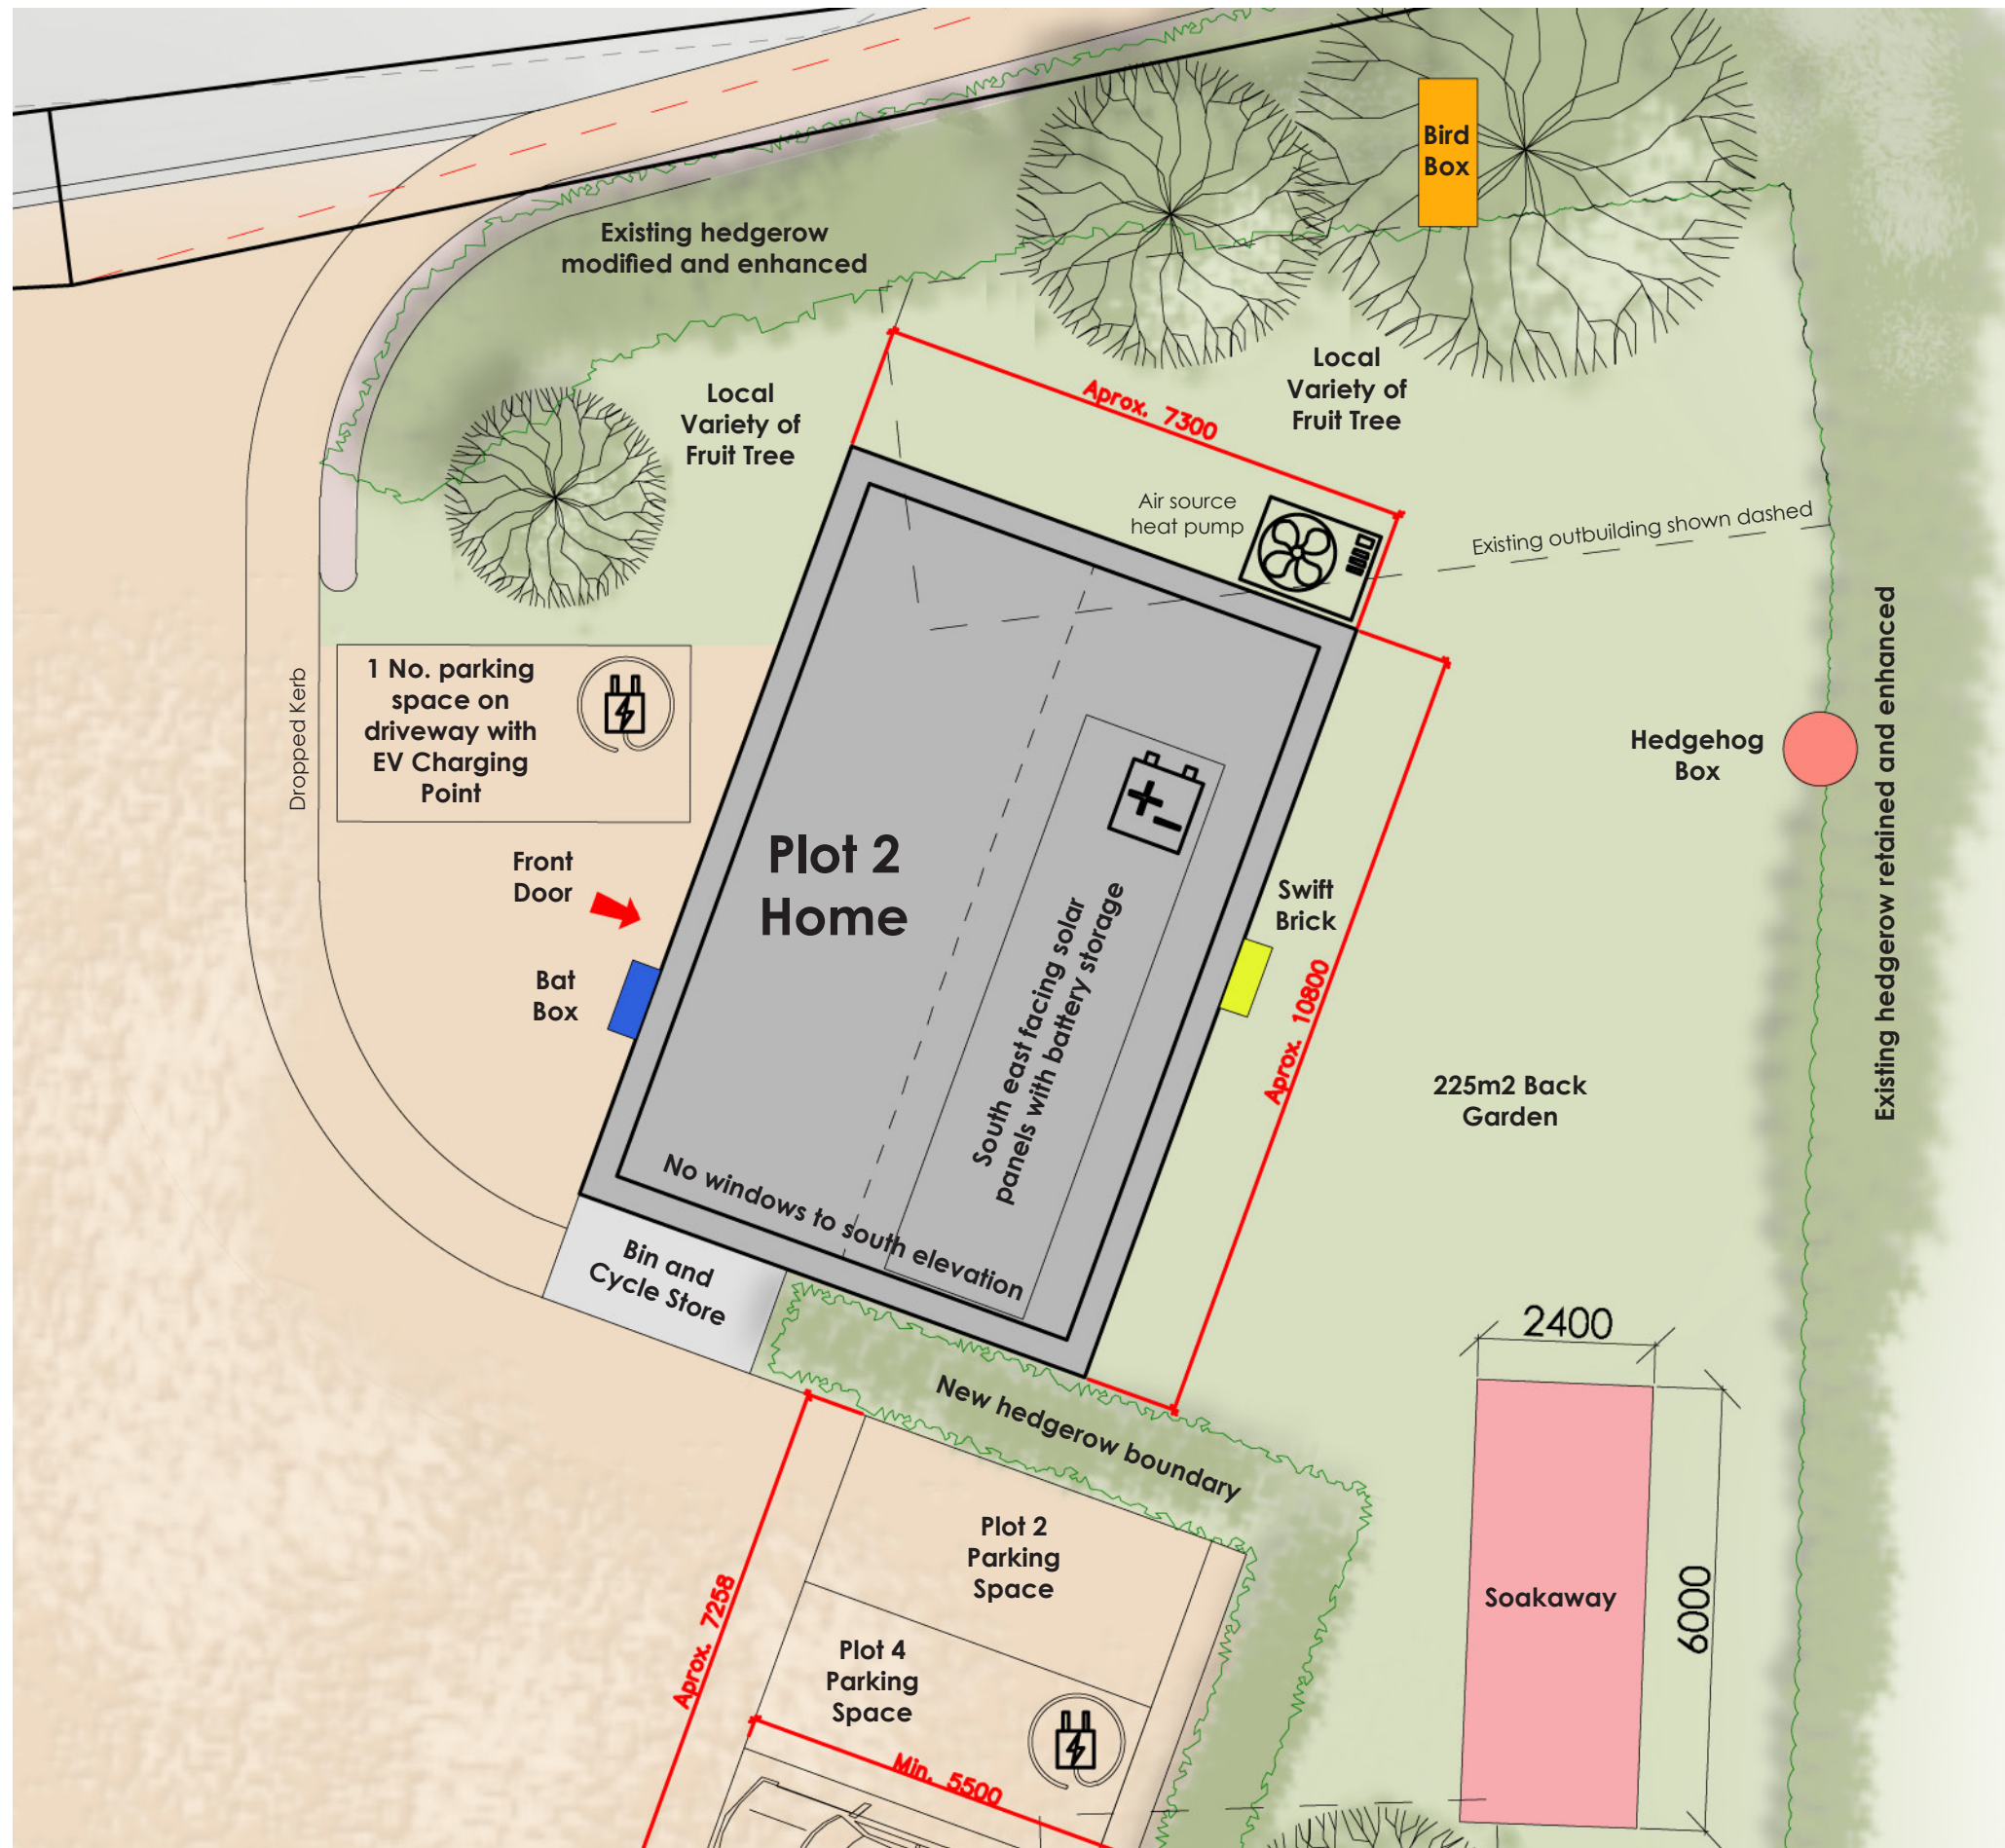 Bird
Box
Existing hedgerow
modified and enhanced
Local
Variety of
Fruit Tree
Aprox. 7300
Local
Variety of
Fruit Tree
Air source
heat pump
Existing outbuilding shown dashed
Dropped Kerb
1 No. parking
space on
driveway with
EV Charging
Point
Existing hedgerow retained and enhanced
Hedgehog
Box
Front
Door
Plot 2
Home
Swift
Brick
South east facing solar
panels with battery storage
Bat
Box
Aprox. 10800
225m2 Back
Garden
No windows to south elevation
Bin and
Cycle Store
2400
New hedgerow boundary
Plot 2
Parking
Space
Soakaway
6000
Aprox. 7258
Plot 4
Parking
Space
Min. 5500